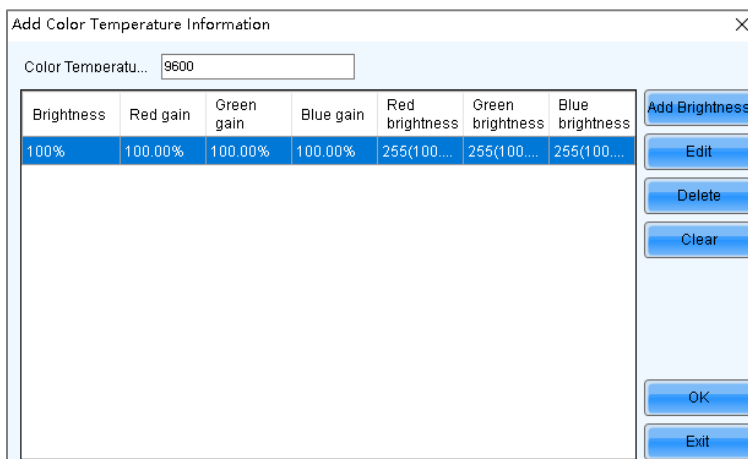 Add Color Temperature Information
Color Temperatu... 9600
Brightness Red gain Green gain Blue gain Red brightness Green brightness Blue brightness
100% 100.00% 100.00% 100.00% 255(100.... 255(100.... 255(100....
Add Brightness
Edit
Delete
Clear
OK
Exit